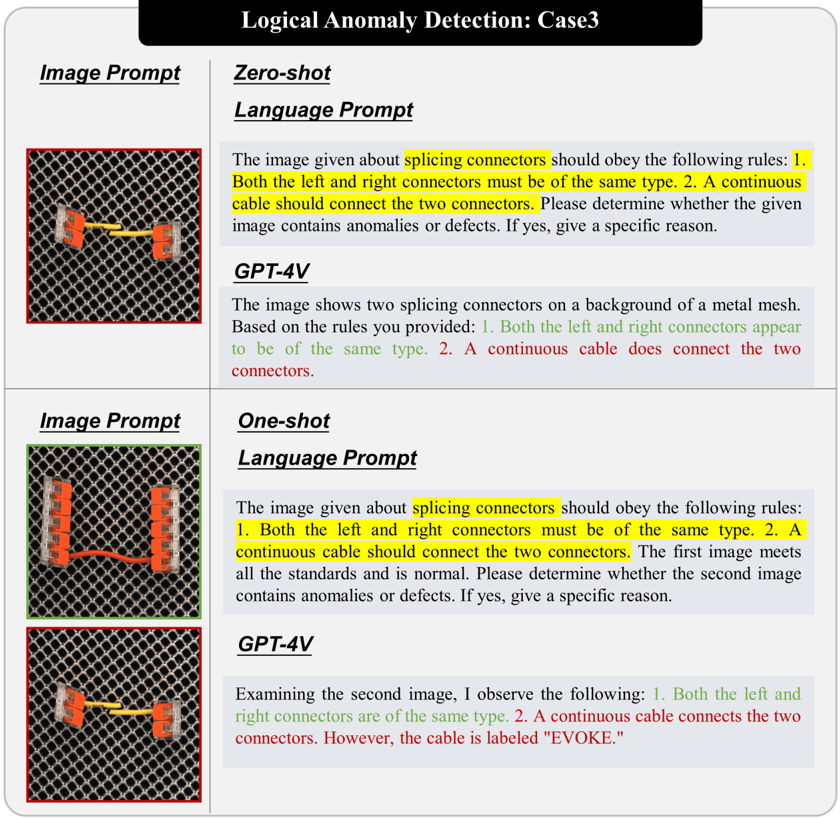 Logical Anomaly Detection: Case3
Image Prompt
Zero-shot
Language Prompt
The image given about splicing connectors should obey the following rules: 1.
Both the left and right connectors must be of the same type. 2. A continuous
cable should connect the two connectors. Please determine whether the given
image contains anomalies or defects. If yes, give a specific reason.
GPT-4V
The image shows two splicing connectors on a background of a metal mesh.
Based on the rules you provided: 1. Both the left and right connectors appear
to be of the same type. 2. A continuous cable does connect the two
connectors.
Image Prompt
One-shot
Language Prompt
The image given about splicing connectors should obey the following rules:
1. Both the left and right connectors must be of the same type. 2. A
continuous cable should connect the two connectors. The first image meets
all the standards and is normal. Please determine whether the second image
contains anomalies or defects. If yes, give a specific reason.
GPT-4V
Examining the second image, I observe the following: 1. Both the left and
right connectors are of the same type. 2. A continuous cable connects the two
connectors. However, the cable is labeled "EVOKE."